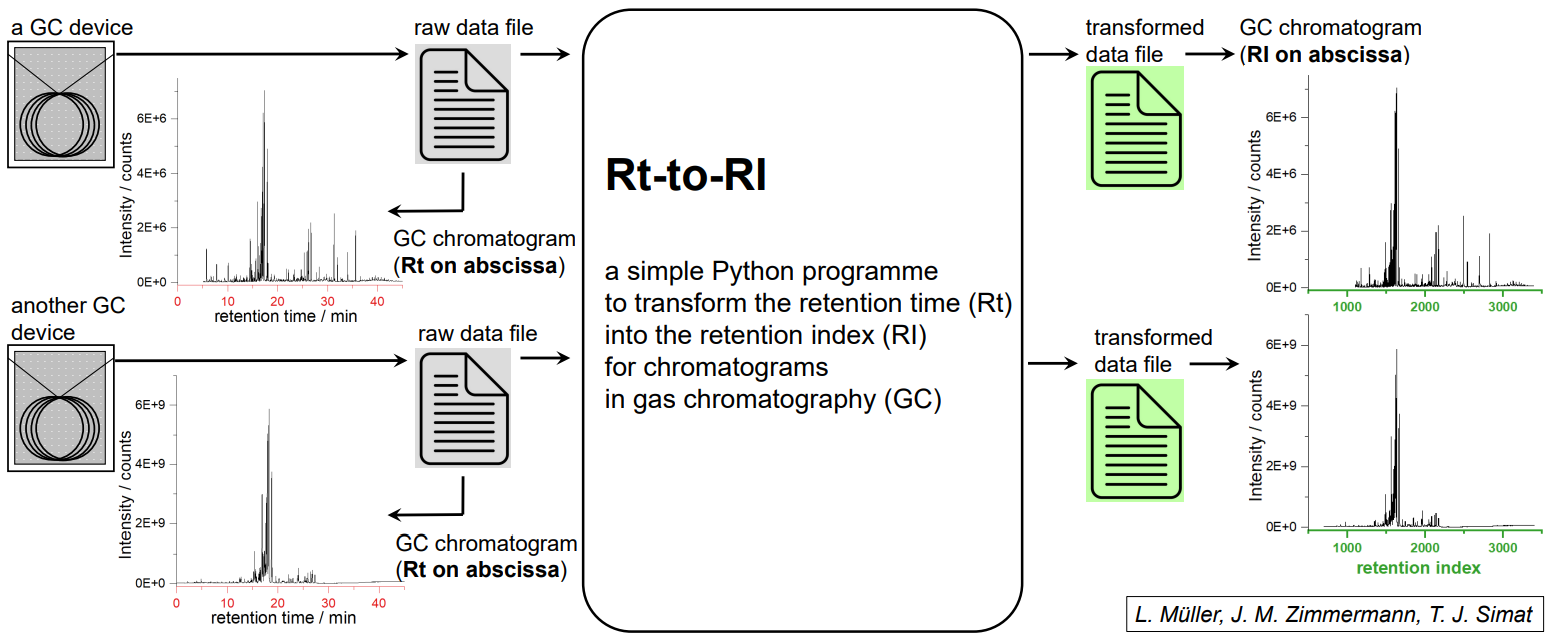 a GC device
raw data file
Intensity / counts
6E+6
4E+6
2E+6
0E+0
0 10 20 30 40
retention time / min
GC chromatogram
(Rt on abscissa)
another GC
device
raw data file
Intensity / counts
6E+9
4E+9
2E+9
0E+0
0 10 20 30 40
retention time / min
GC chromatogram
(Rt on abscissa)
Rt-to-RI
a simple Python programme
to transform the retention time (Rt)
into the retention index (RI)
for chromatograms
in gas chromatography (GC)
transformed
data file
GC chromatogram
(RI on abscissa)
Intensity / counts
6E+6
4E+6
2E+6
0E+0
1000 2000 3000
transformed
data file
Intensity / counts
6E+9
4E+9
2E+9
0E+0
1000 2000 3000
retention index
L. Müller, J. M. Zimmermann, T. J. Simat